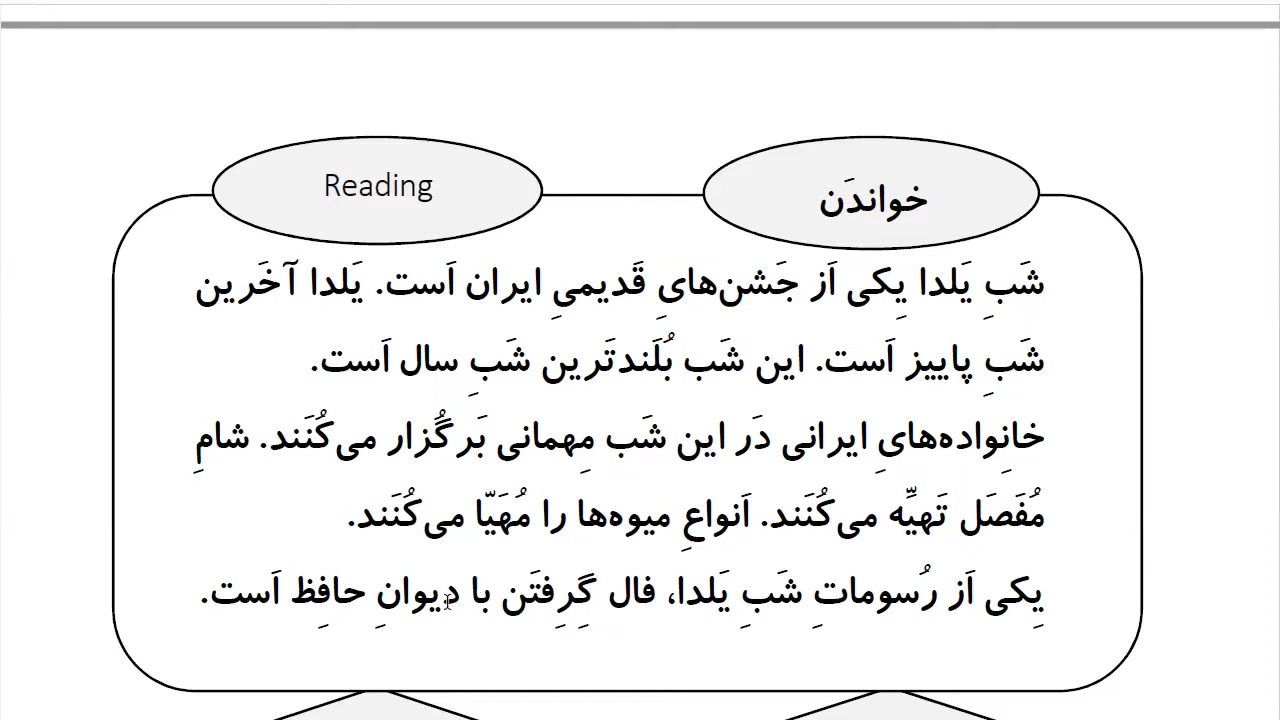 Reading
خواندَن
شَبِ یَلدا یِکی اَز جَشن‌هایِ قَدیمیِ ایران اَست. یَلدا آخَرین
شَبِ پاییز اَست. این شَب بُلَندتَرین شَبِ سال اَست.
خانِواده‌هایِ ایرانی دَر این شَب مِهمانی بَرگُزار می‌کُنَند. شامِ
مُفَصَل تَهیِّه می‌کُنَند. اَنواعِ میوه‌ها را مُهَیّا می‌کُنَند.
یِکی اَز رُسوماتِ شَبِ یَلدا، فال گِرِفتَن با دیوانِ حافِظ اَست.